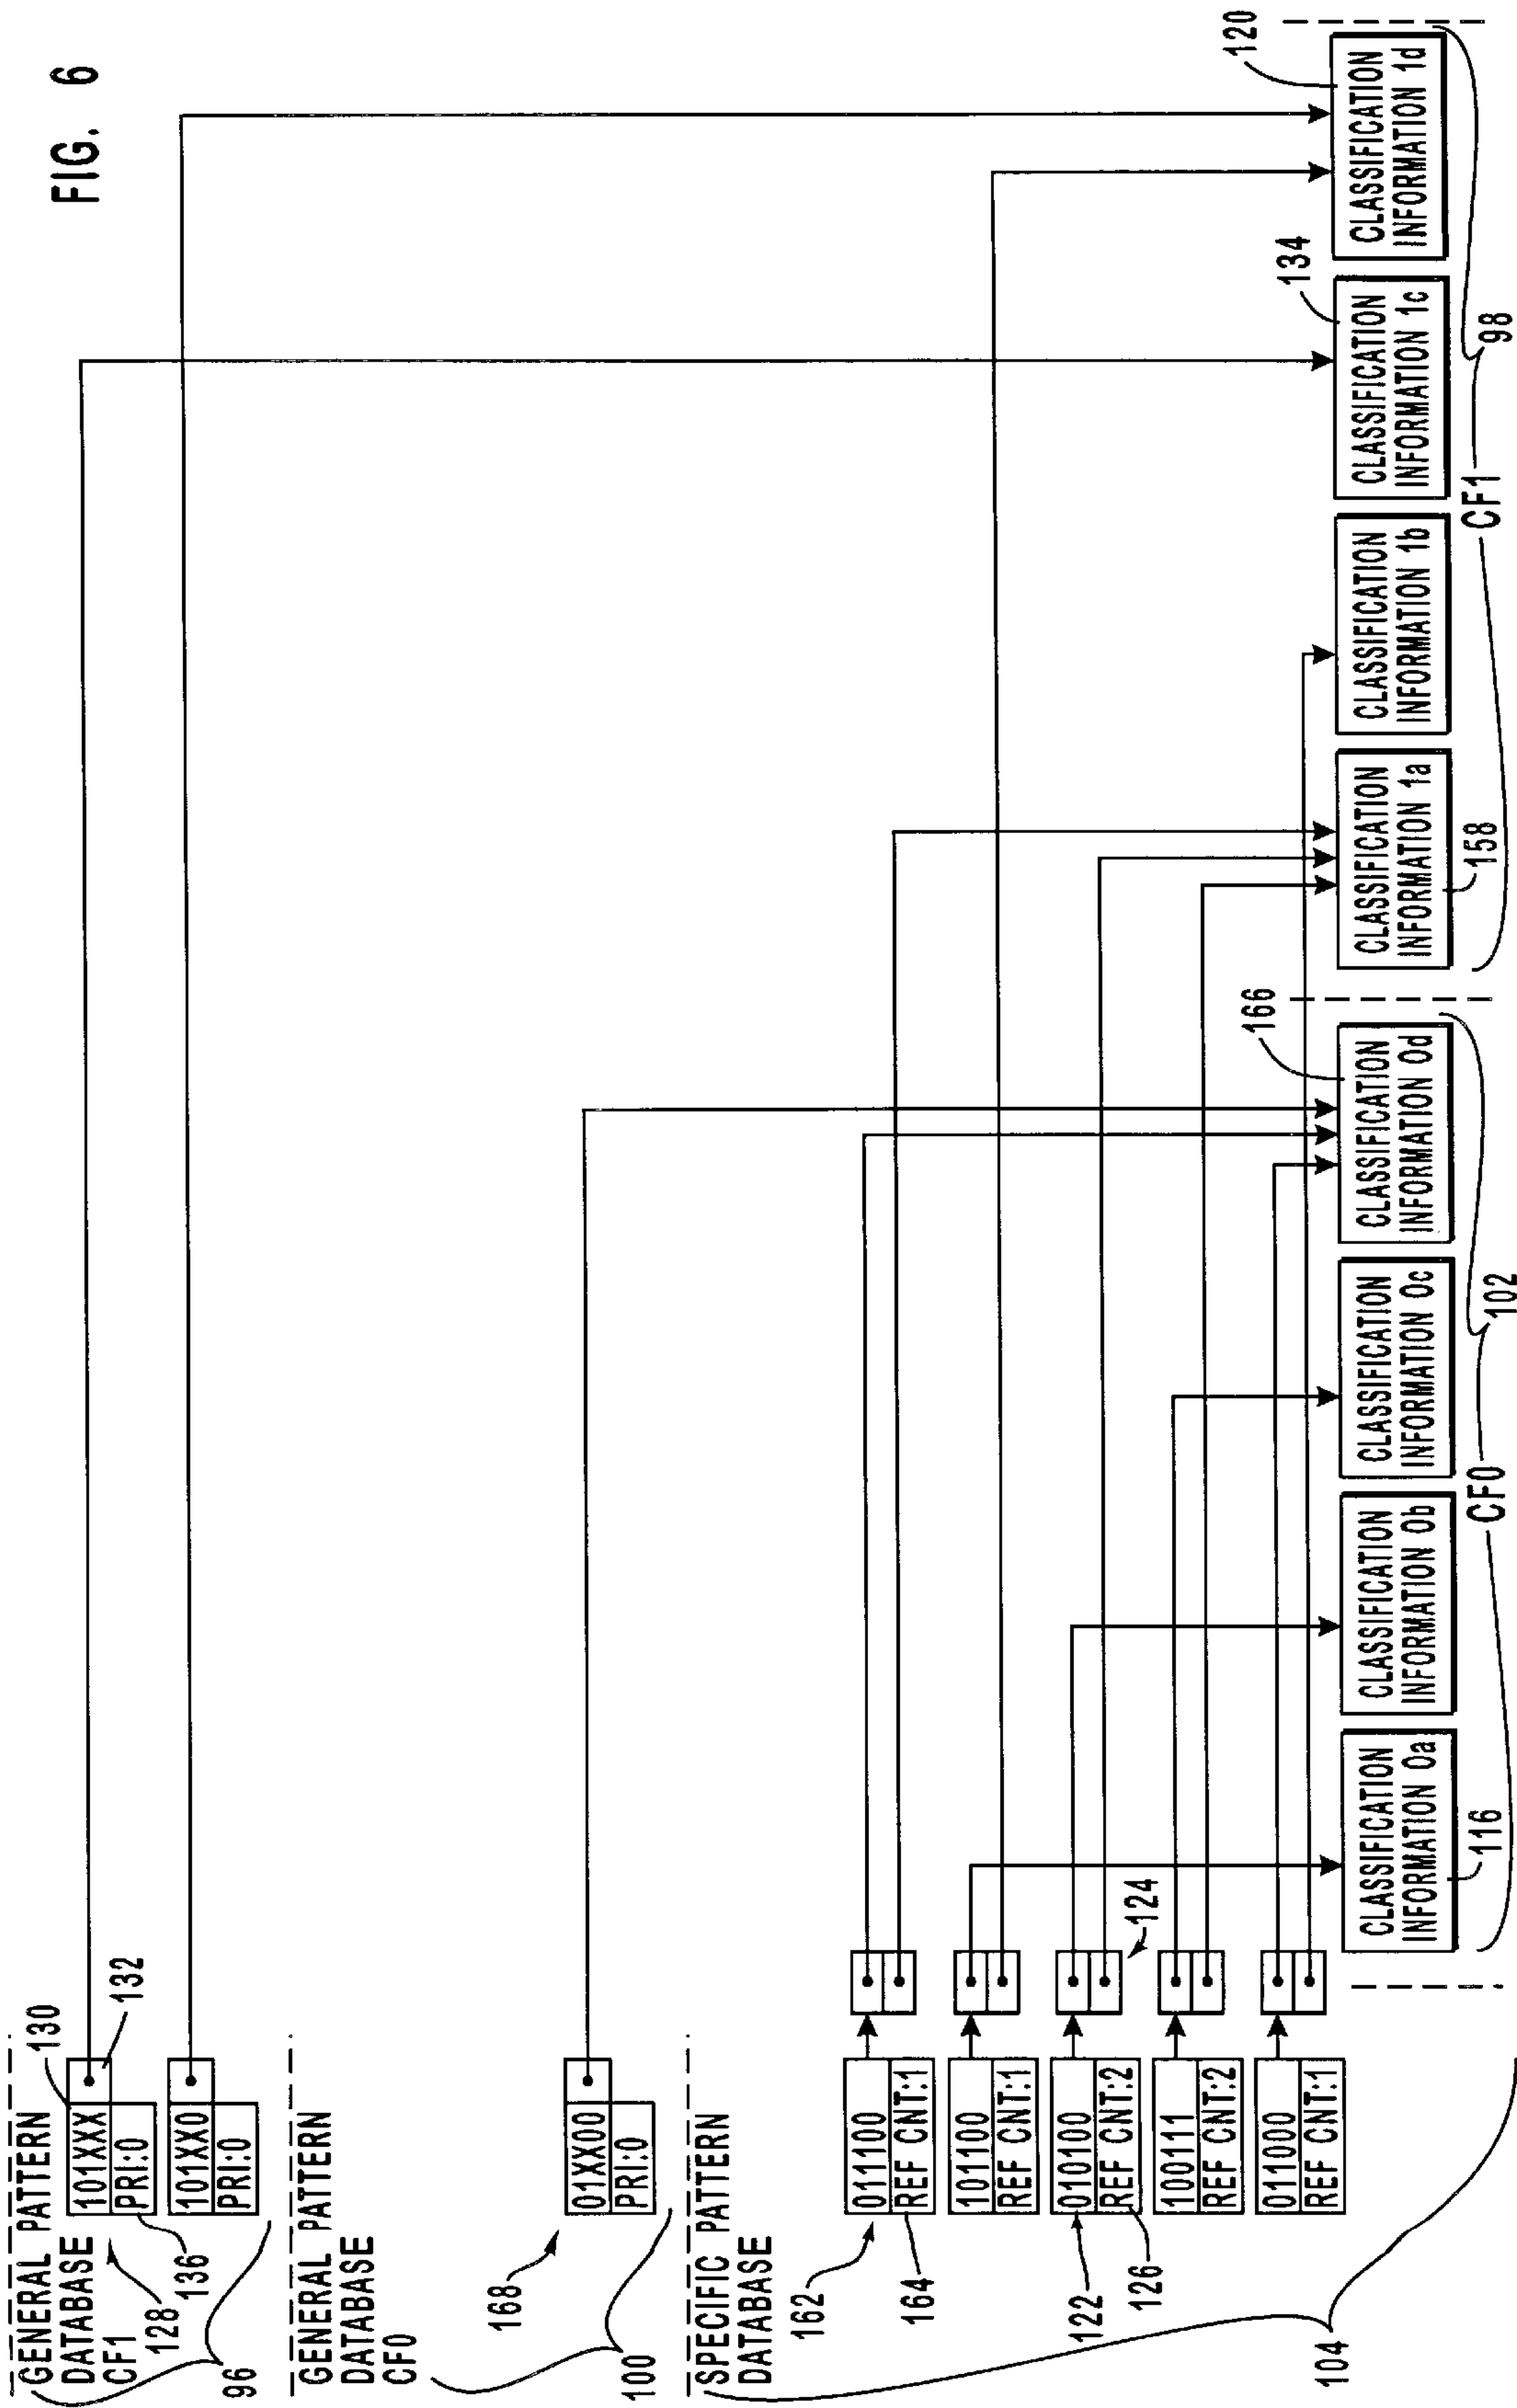 FIG. 6
GENERAL PATTERN
DATABASE
CF1
128
130
132
101XXX
PRI:0
136
101XX0
PRI:0
96
GENERAL PATTERN
DATABASE
CF0
168
01XX00
PRI:0
100
SPECIFIC PATTERN
DATABASE
162
011100
REF CNT:1
164
101100
REF CNT:1
122
010100
REF CNT:2
124
126
100111
REF CNT:2
011000
REF CNT:1
104
CLASSIFICATION
INFORMATION 0a
116
CLASSIFICATION
INFORMATION 0b
CLASSIFICATION
INFORMATION 0c
166
CLASSIFICATION
INFORMATION 0d
CF0
102
CLASSIFICATION
INFORMATION 1a
158
CLASSIFICATION
INFORMATION 1b
134
CLASSIFICATION
INFORMATION 1c
120
CLASSIFICATION
INFORMATION 1d
CF1
98